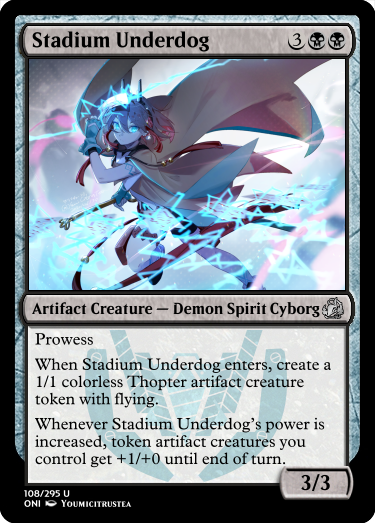 Stadium Underdog 3
Artifact Creature — Demon Spirit Cyborg
Prowess
When Stadium Underdog enters, create a
1/1 colorless Thopter artifact creature
token with flying.
Whenever Stadium Underdog's power is
increased, token artifact creatures you
control get +1/+0 until end of turn.
3/3
108/295 U
ONI Youmicitrustea